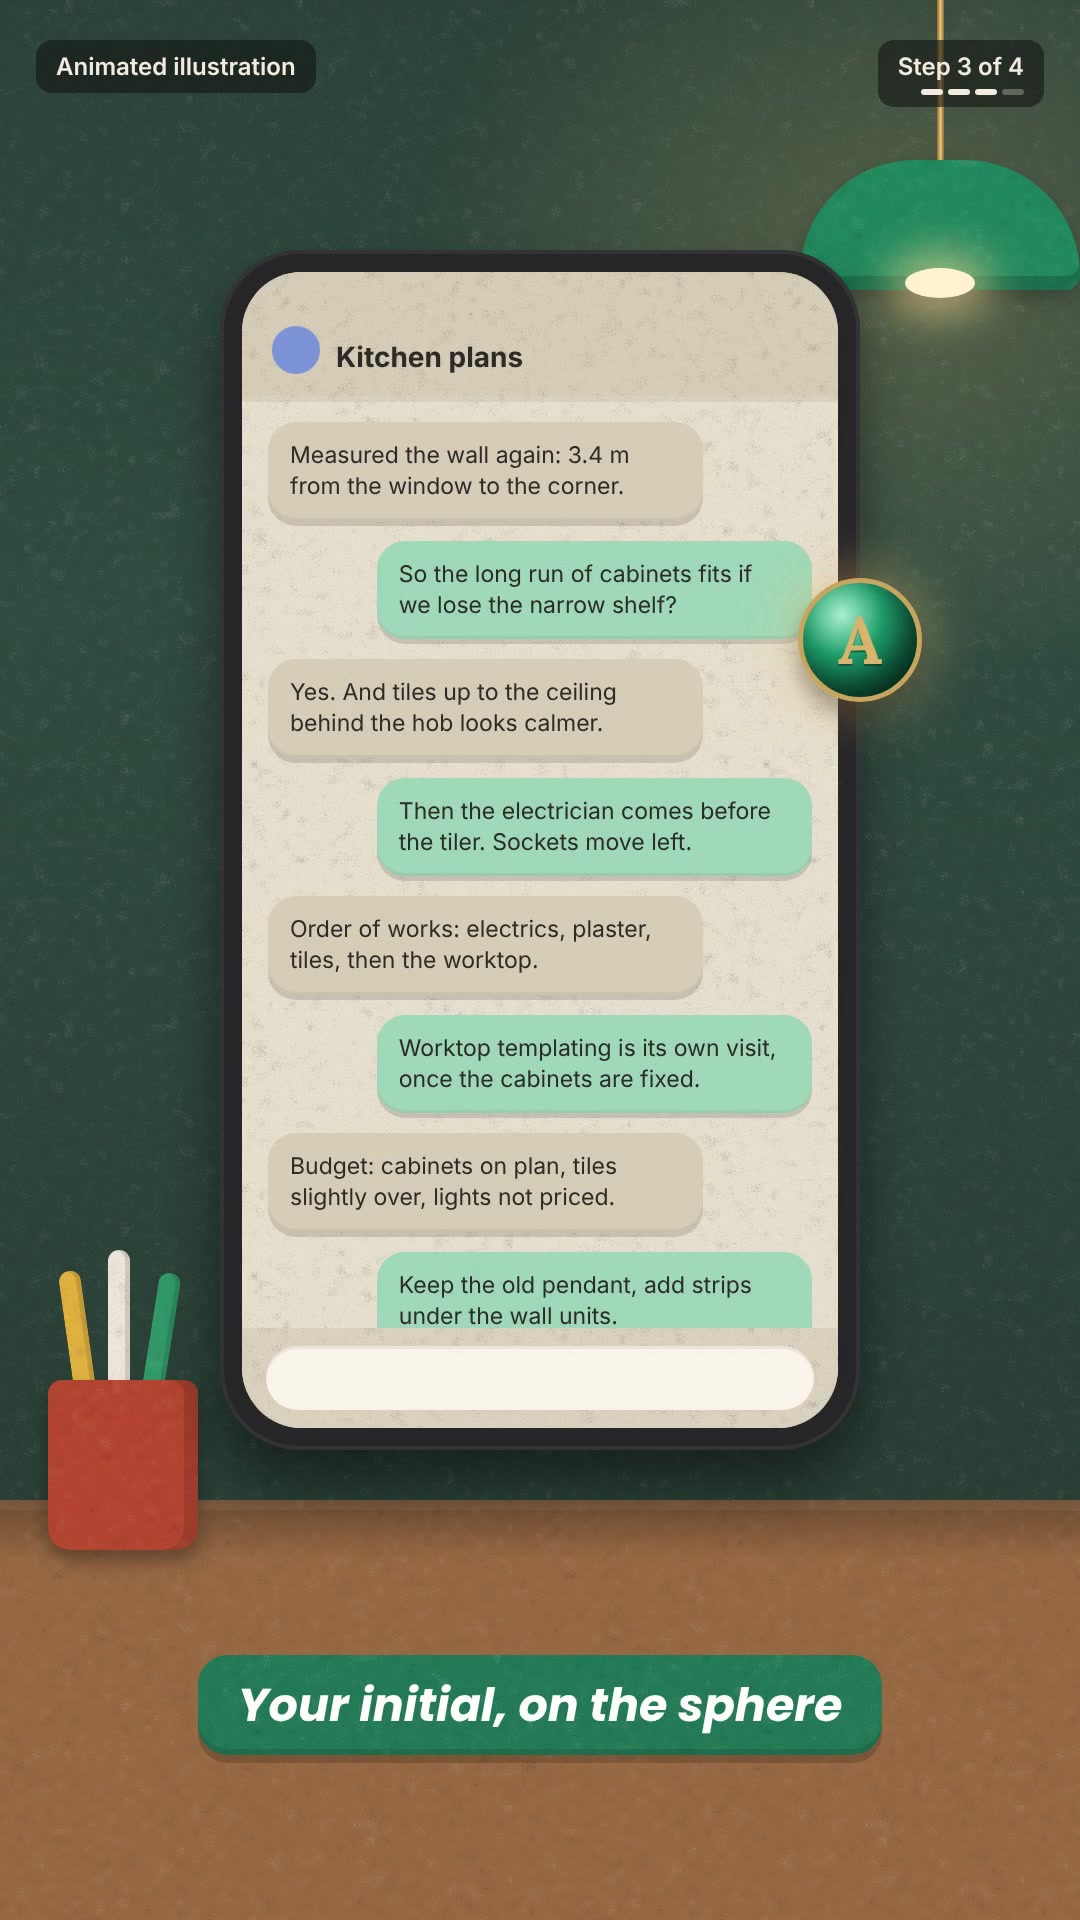 Animated illustration
Step 3 of 4
Kitchen plans
Measured the wall again: 3.4 m
from the window to the corner.
So the long run of cabinets fits if
we lose the narrow shelf?
A
Yes. And tiles up to the ceiling
behind the hob looks calmer.
Then the electrician comes before
the tiler. Sockets move left.
Order of works: electrics, plaster,
tiles, then the worktop.
Worktop templating is its own visit,
once the cabinets are fixed.
Budget: cabinets on plan, tiles
slightly over, lights not priced.
Keep the old pendant, add strips
under the wall units.
Your initial, on the sphere